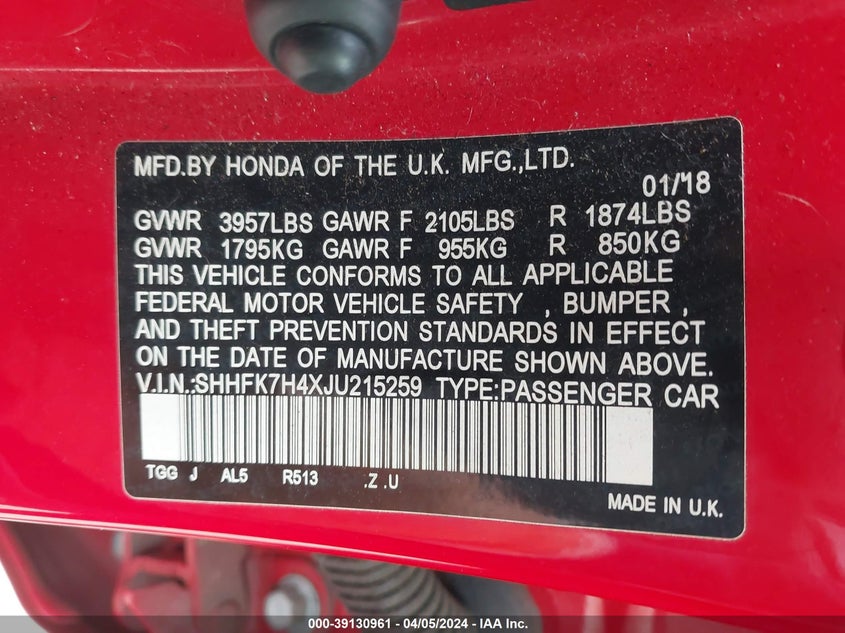 MFD.BY HONDA OF THE U.K. MFG.,LTD.
01/'18
GVWR 3957LBS GAWR F 2105LBS R 1874LBS
GVWR 1795KG GAWR F 955KG R 850KG
THIS VEHICLE CONFORMS TO ALL APPLICABLE
FEDERAL MOTOR VEHICLE SAFETY , BUMPER ,
AND THEFT PREVENTION STANDARDS IN EFFECT
ON THE DATE OF MANUFACTURE SHOWN ABOVE.
V.I.N.:SHHFK7H4XJU215259 TYPE:PASSENGER CAR
TGG J AL5 R513 .Z .U
MADE IN U.K.
000-39130961 - 04/05/2024 - IAA Inc.